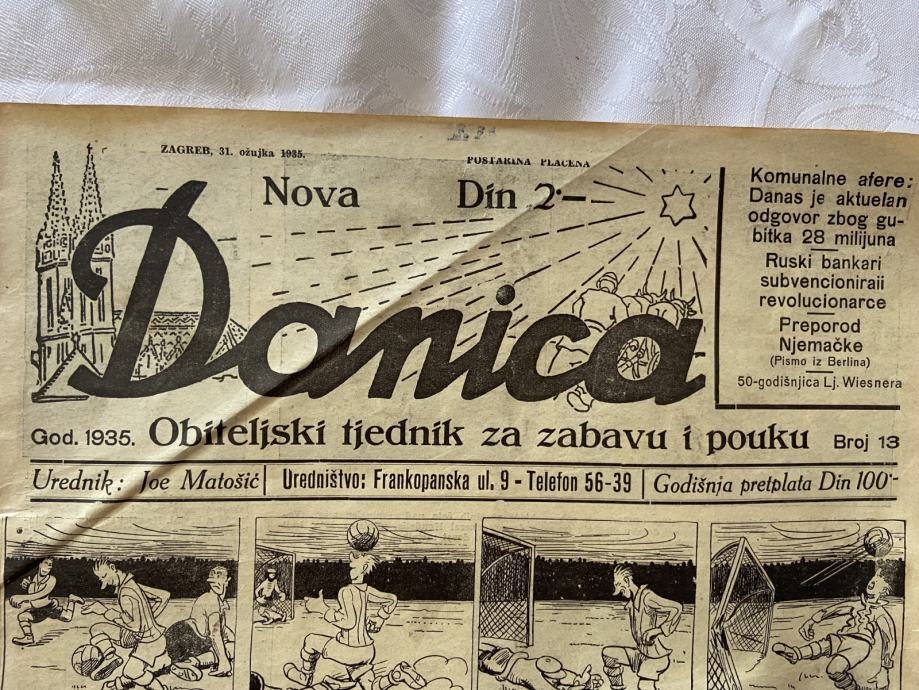 ZAGREB, 31. ožujka 1935.
POŠTARINA PLAĆENA
Nova
Din 2·—
Danica
Komunalne afere:
Danas je aktuelan
odgovor zbog gu-
bitka 28 milijuna
Ruski bankari
subvencionirali
revolucionarce
Preporod
Njemačke
(Pismo iz Berlina)
50-godišnjica Lj. Wiesnera
God. 1935. Obiteljski tjednik za zabavu i pouku Broj 13
Urednik: Joe Matošić Uredništvo: Frankopanska ul. 9 - Telefon 56-39 Godišnja pretplata Din 100·-